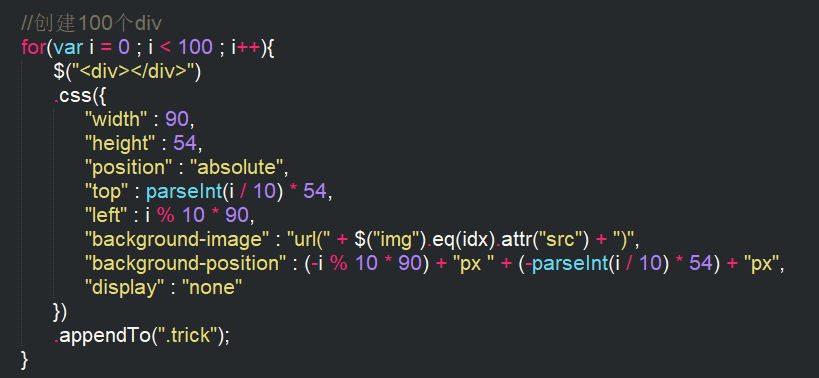 //创建100个div
for(var i = 0 ; i < 100 ; i++){
$("<div></div>")
.css({
"width" : 90,
"height" : 54,
"position" : "absolute",
"top" : parseInt(i / 10) * 54,
"left" : i % 10 * 90,
"background-image" : "url(" + $("img").eq(idx).attr("src") + ")",
"background-position" : (-i % 10 * 90) + "px " + (-parseInt(i / 10) * 54) + "px",
"display" : "none"
})
.appendTo(".trick");
}